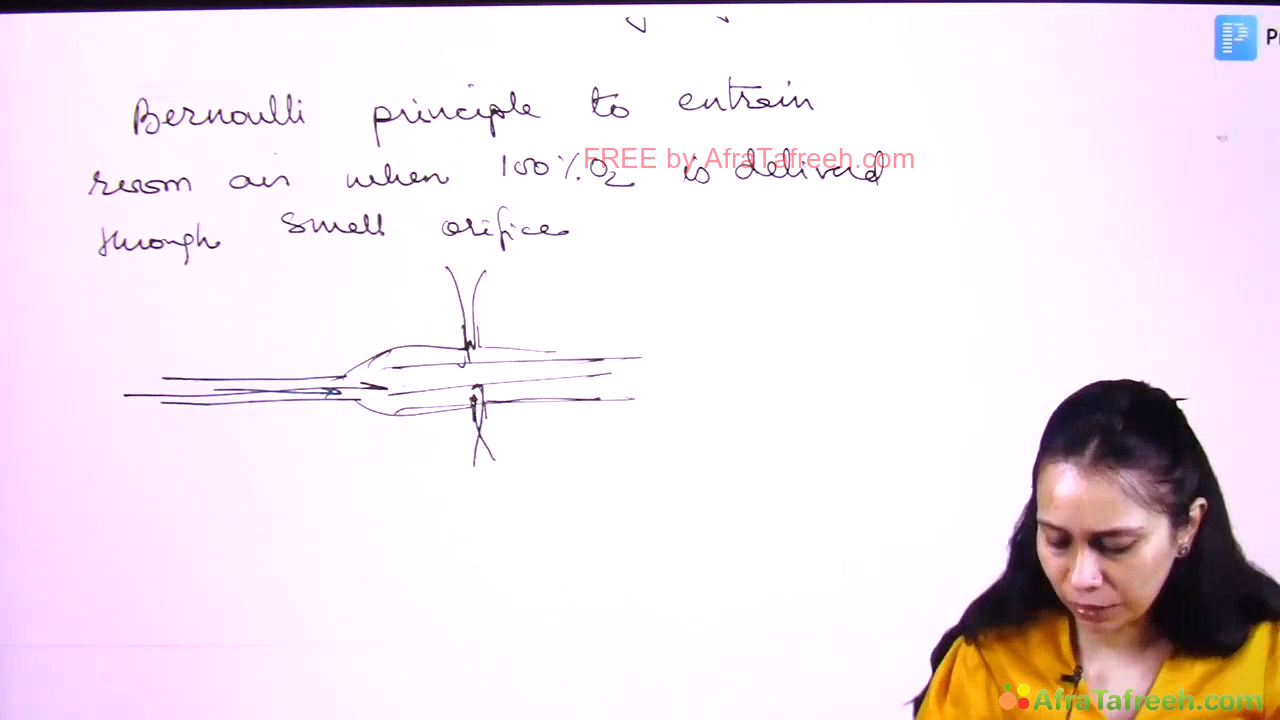 Bernoulli principle to entrain
room air when 100% O2 is delivered
FREE by AfraTafreeh.com
through small orifice
AfraTafreeh.com